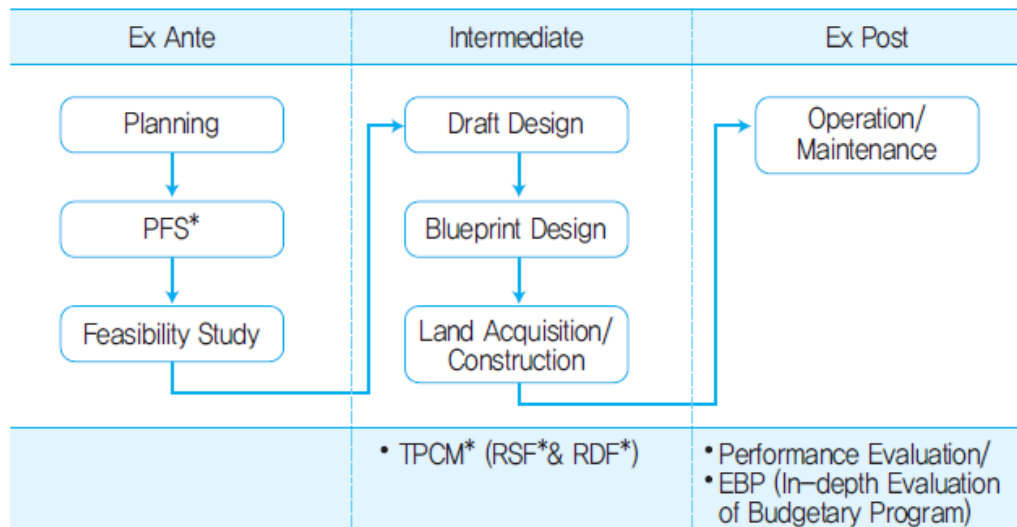 Ex Ante
Intermediate
Ex Post
Planning
PFS*
Feasibility Study
Draft Design
Blueprint Design
Land Acquisition/
Construction
Operation/
Maintenance
• TPCM* (RSF*& RDF*)
• Performance Evaluation/
• EBP (In-depth Evaluation
of Budgetary Program)